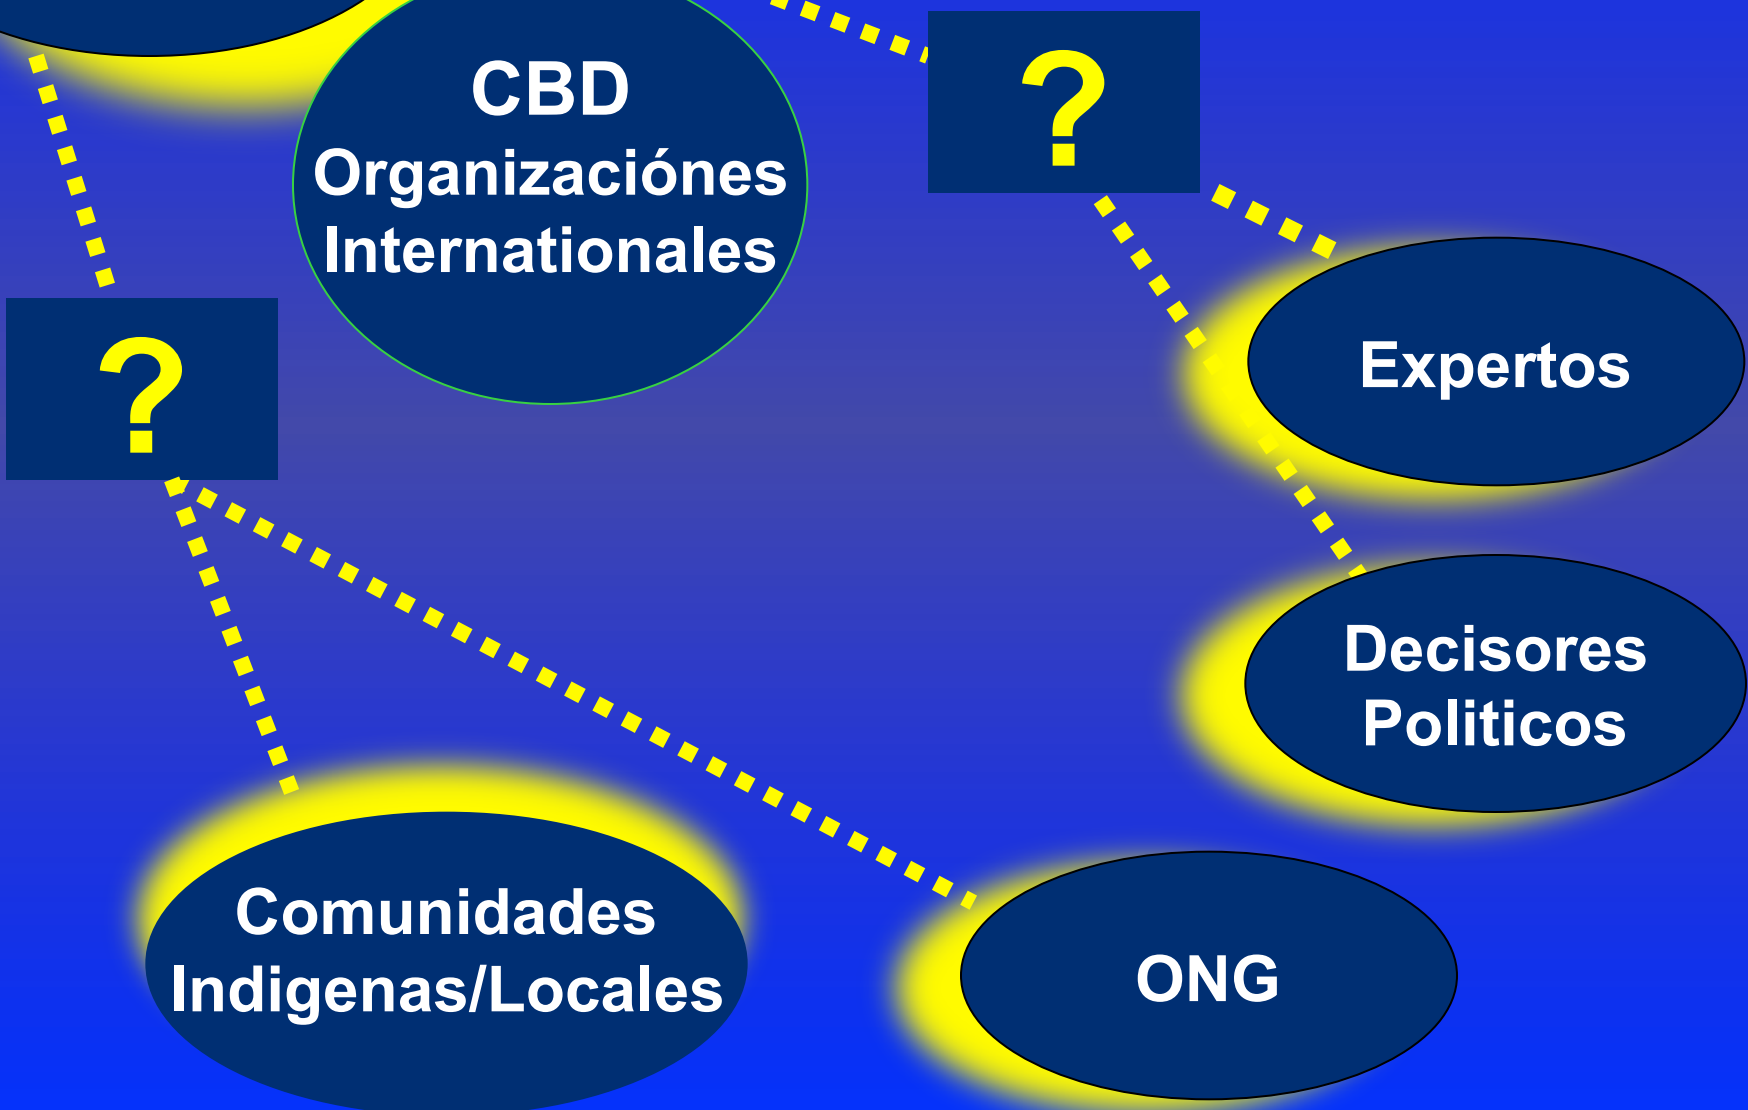 CBD
Organizaciónes
Internationales
?
?
Expertos
Decisores
Politicos
Comunidades
Indigenas/Locales
ONG